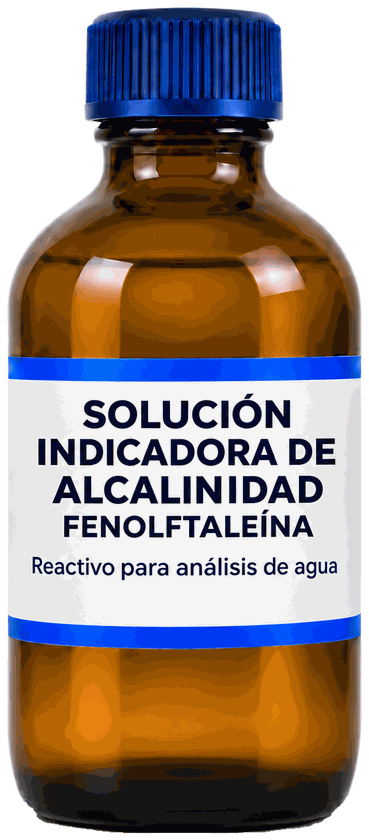 SOLUCIÓN
INDICADORA DE
ALCALINIDAD
FENOLFTALEÍNA
Reactivo para análisis de agua